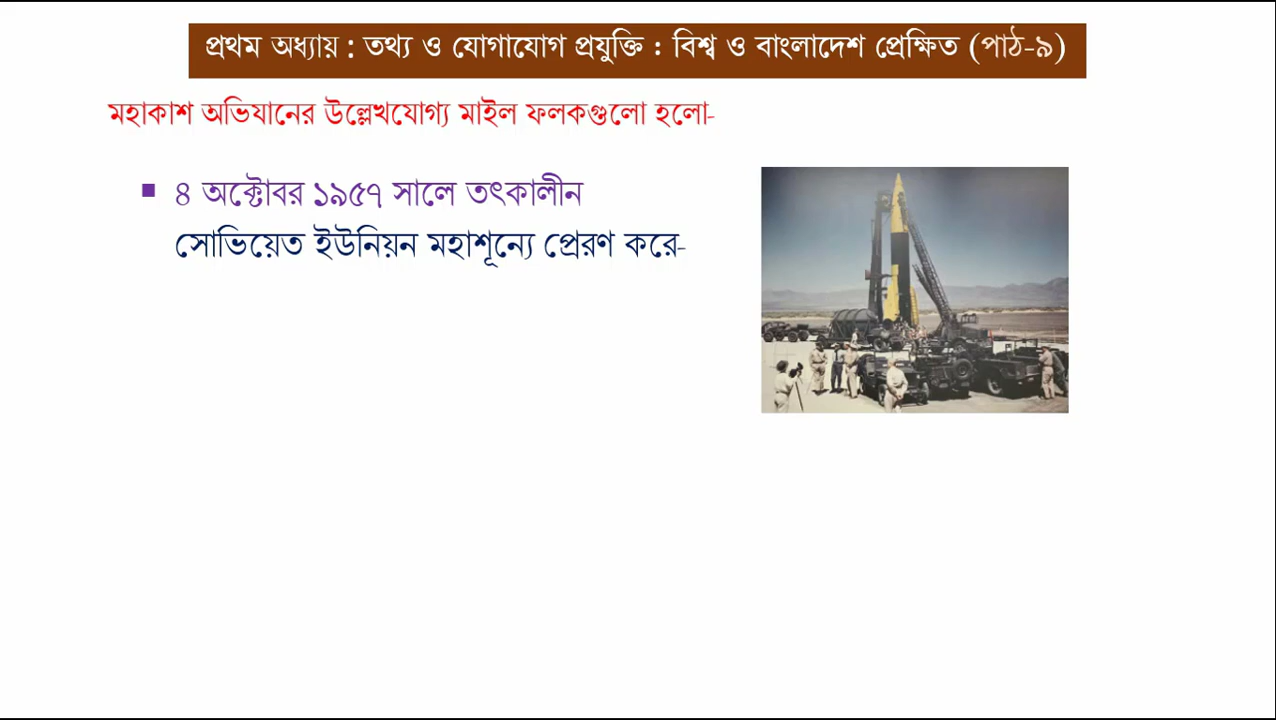 প্রথম অধ্যায় : তথ্য ও যোগাযোগ প্রযুক্তি : বিশ্ব ও বাংলাদেশ প্রেক্ষিত (পাঠ-৯)
মহাকাশ অভিযানের উল্লেখযোগ্য মাইল ফলকগুলো হলো-
▪ ৪ অক্টোবর ১৯৫৭ সালে তৎকালীন
সোভিয়েত ইউনিয়ন মহাশূন্যে প্রেরণ করে-